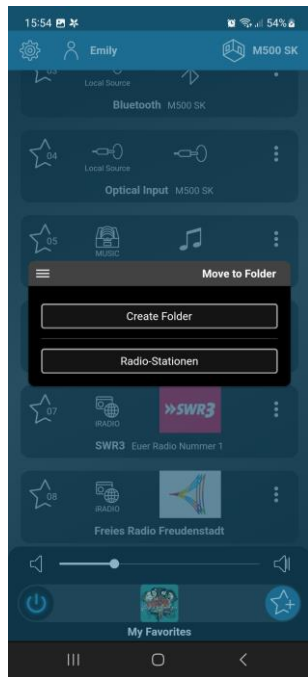 15:54 54%
Emily M500 SK
03
Local Source
Bluetooth M500 SK
04
Local Source
Optical Input M500 SK
05
MUSIC
Move to Folder
Create Folder
Radio-Stationen
07
IRADIO
»SWR3
SWR3 Euer Radio Nummer 1
08
IRADIO
Freies Radio Freudenstadt
My Favorites